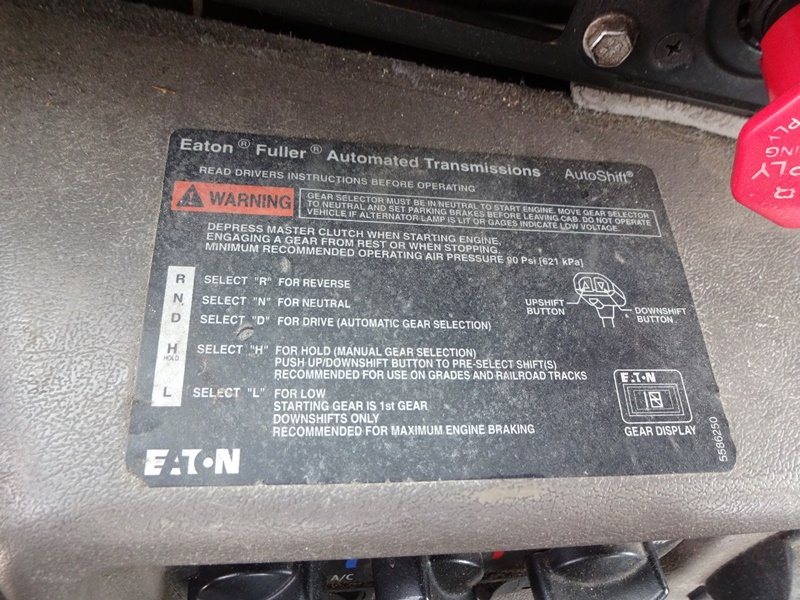 Eaton® Fuller® Automated Transmissions AutoShift®
READ DRIVERS INSTRUCTIONS BEFORE OPERATING
WARNING
GEAR SELECTOR MUST BE IN NEUTRAL TO START ENGINE. MOVE GEAR SELECTOR
TO NEUTRAL AND SET PARKING BRAKES BEFORE LEAVING CAB. DO NOT OPERATE
VEHICLE IF ALTERNATOR LAMP IS LIT OR GAGES INDICATE LOW VOLTAGE.
DEPRESS MASTER CLUTCH WHEN STARTING ENGINE,
ENGAGING A GEAR FROM REST OR WHEN STOPPING.
MINIMUM RECOMMENDED OPERATING AIR PRESSURE 90 Psi [621 kPa]
R SELECT "R" FOR REVERSE
N SELECT "N" FOR NEUTRAL
D SELECT "D" FOR DRIVE (AUTOMATIC GEAR SELECTION)
H SELECT "H" FOR HOLD (MANUAL GEAR SELECTION)
HOLD PUSH UP/DOWNSHIFT BUTTON TO PRE-SELECT SHIFT(S)
RECOMMENDED FOR USE ON GRADES AND RAILROAD TRACKS
L SELECT "L" FOR LOW
STARTING GEAR IS 1st GEAR
DOWNSHIFTS ONLY
RECOMMENDED FOR MAXIMUM ENGINE BRAKING
UPSHIFT
BUTTON
DOWNSHIFT
BUTTON
EATON
GEAR DISPLAY
5586250
EATON
A/C